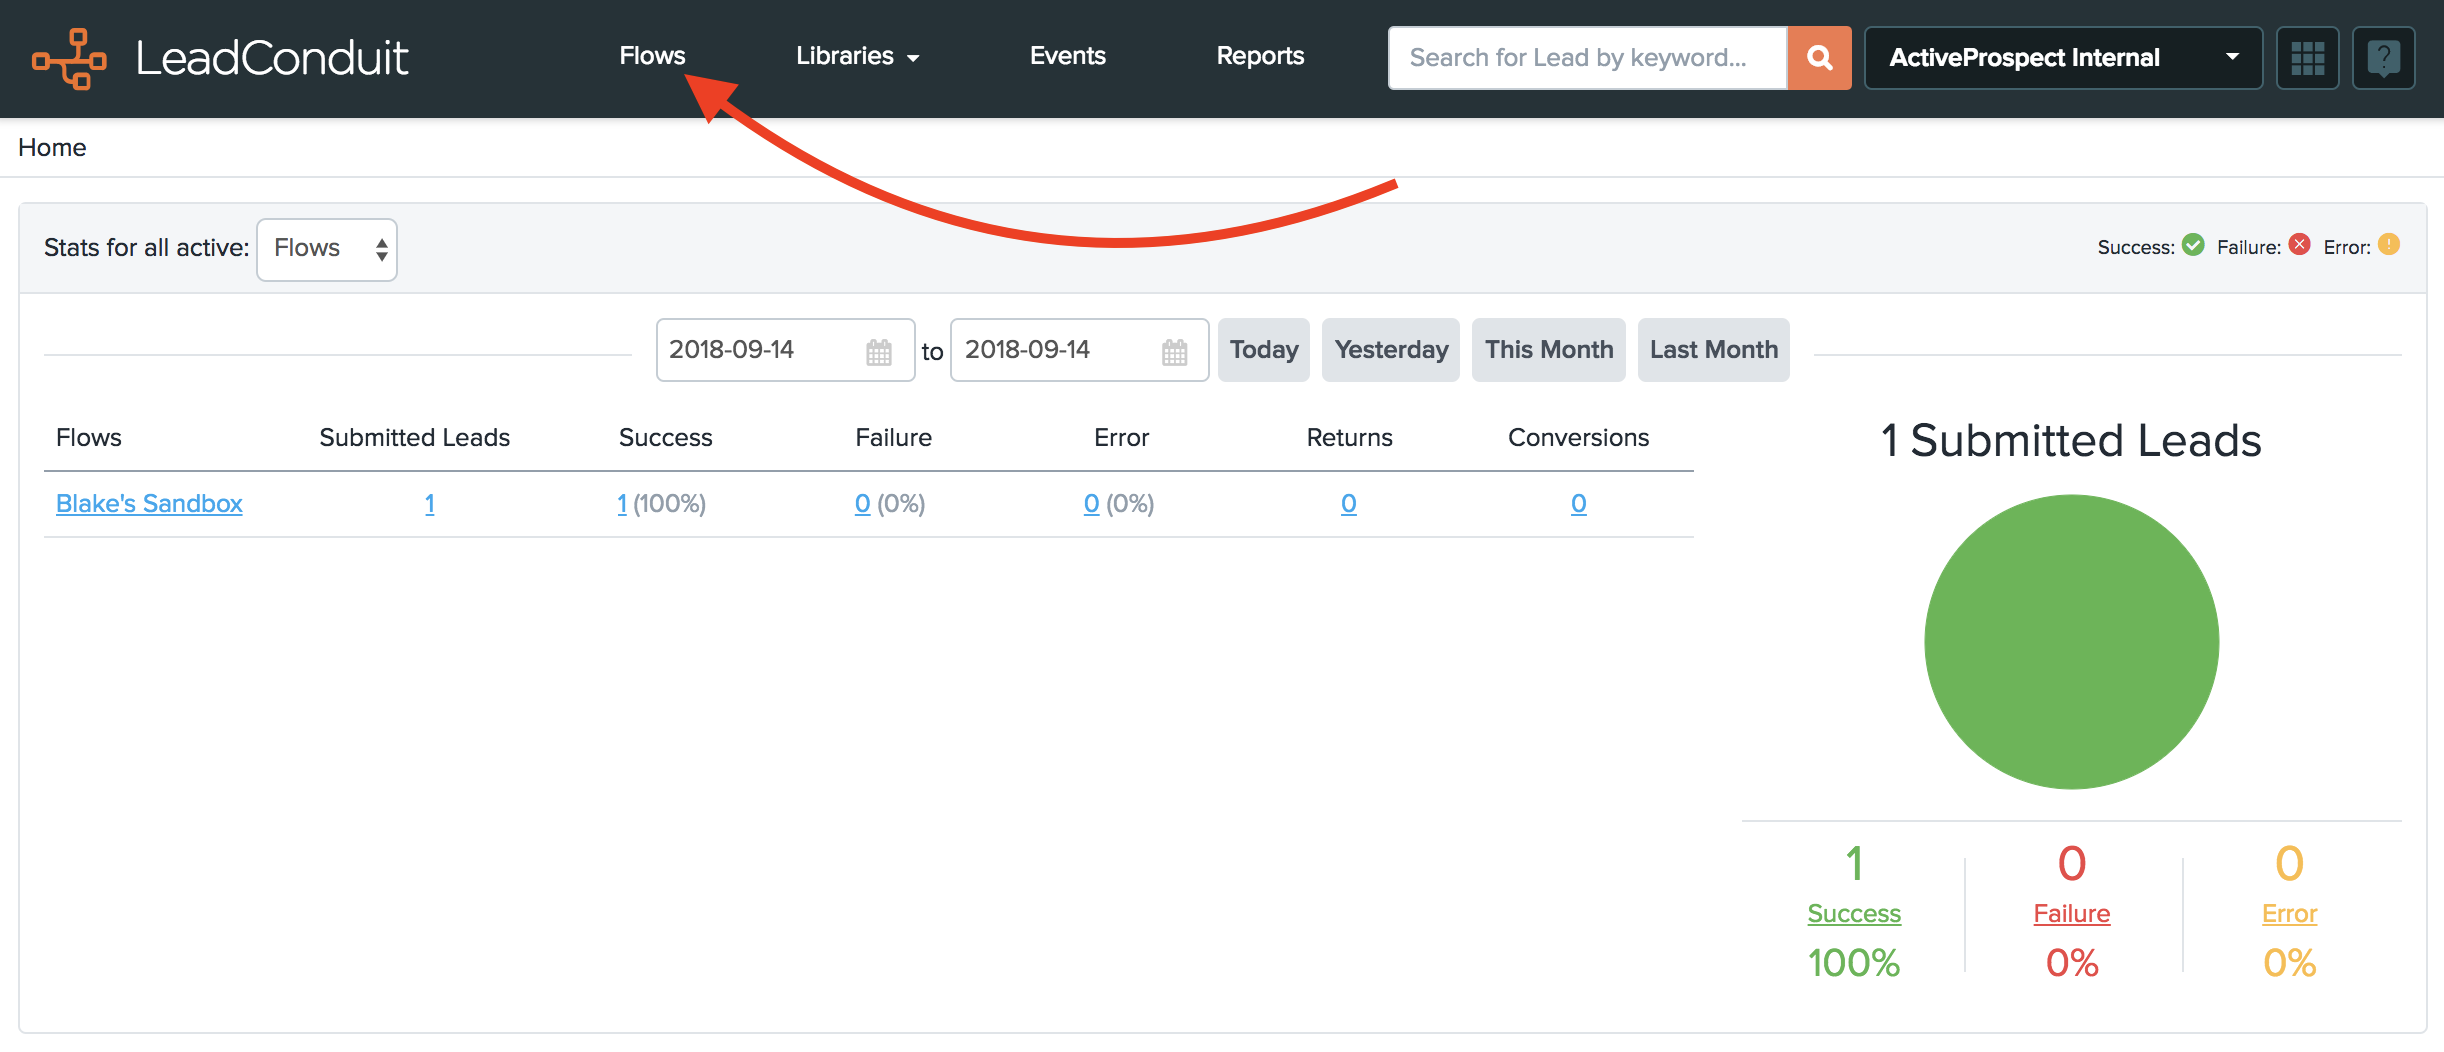 LeadConduit Flows Libraries Events Reports Search for Lead by keyword... ActiveProspect Internal ?
Home
Stats for all active: Flows Success: Failure: Error: !
2018-09-14 to 2018-09-14 Today Yesterday This Month Last Month
Flows Submitted Leads Success Failure Error Returns Conversions
Blake's Sandbox 1 1 (100%) 0 (0%) 0 (0%) 0 0
1 Submitted Leads
1 0 0
Success Failure Error
100% 0% 0%